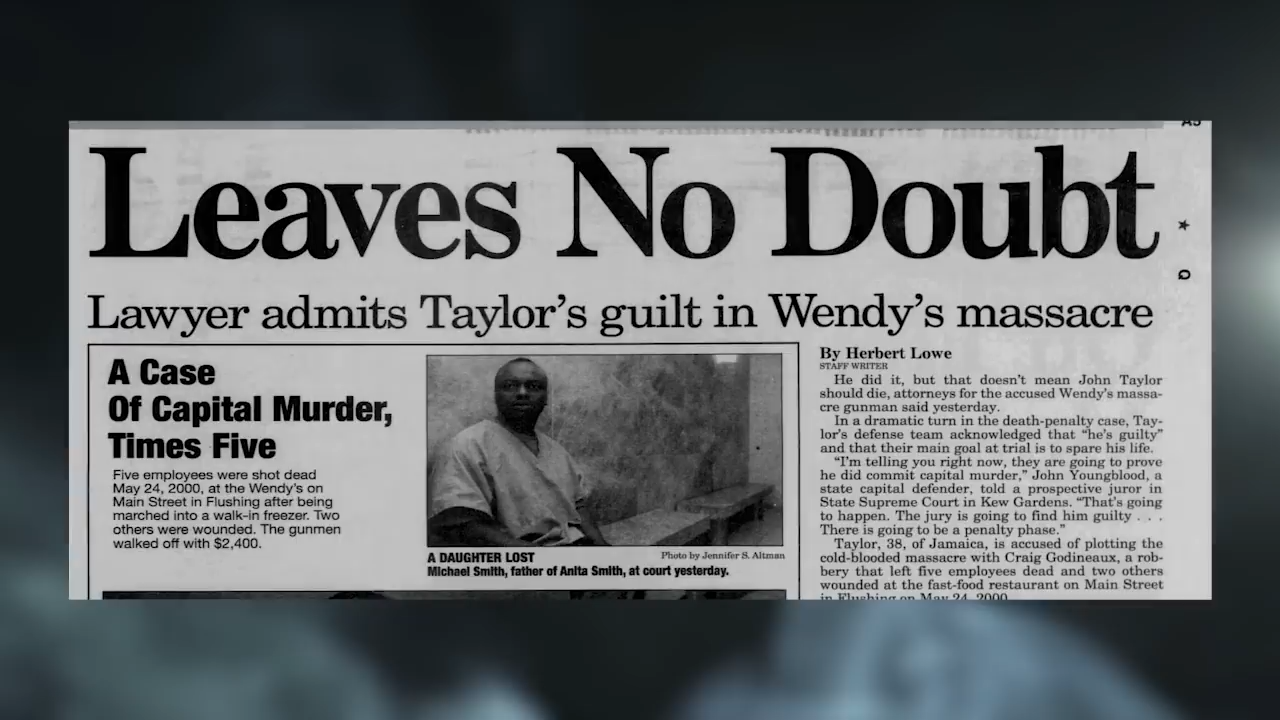 A5
Leaves No Doubt
Lawyer admits Taylor's guilt in Wendy's massacre
A Case
Of Capital Murder,
Times Five
Five employees were shot dead
May 24, 2000, at the Wendy's on
Main Street in Flushing after being
marched into a walk-in freezer. Two
others were wounded. The gunmen
walked off with $2,400.
Photo by Jennifer S. Altman
A DAUGHTER LOST
Michael Smith, father of Anita Smith, at court yesterday.
By Herbert Lowe
STAFF WRITER
He did it, but that doesn't mean John Taylor
should die, attorneys for the accused Wendy's massa-
cre gunman said yesterday.
In a dramatic turn in the death-penalty case, Tay-
lor's defense team acknowledged that “he's guilty”
and that their main goal at trial is to spare his life.
“I'm telling you right now, they are going to prove
he did commit capital murder,” John Youngblood, a
state capital defender, told a prospective juror in
State Supreme Court in Kew Gardens. “That's going
to happen. The jury is going to find him guilty . . .
There is going to be a penalty phase.”
Taylor, 38, of Jamaica, is accused of plotting the
cold-blooded massacre with Craig Godineaux, a rob-
bery that left five employees dead and two others
wounded at the fast-food restaurant on Main Street
in Flushing on May 24, 2000
Q